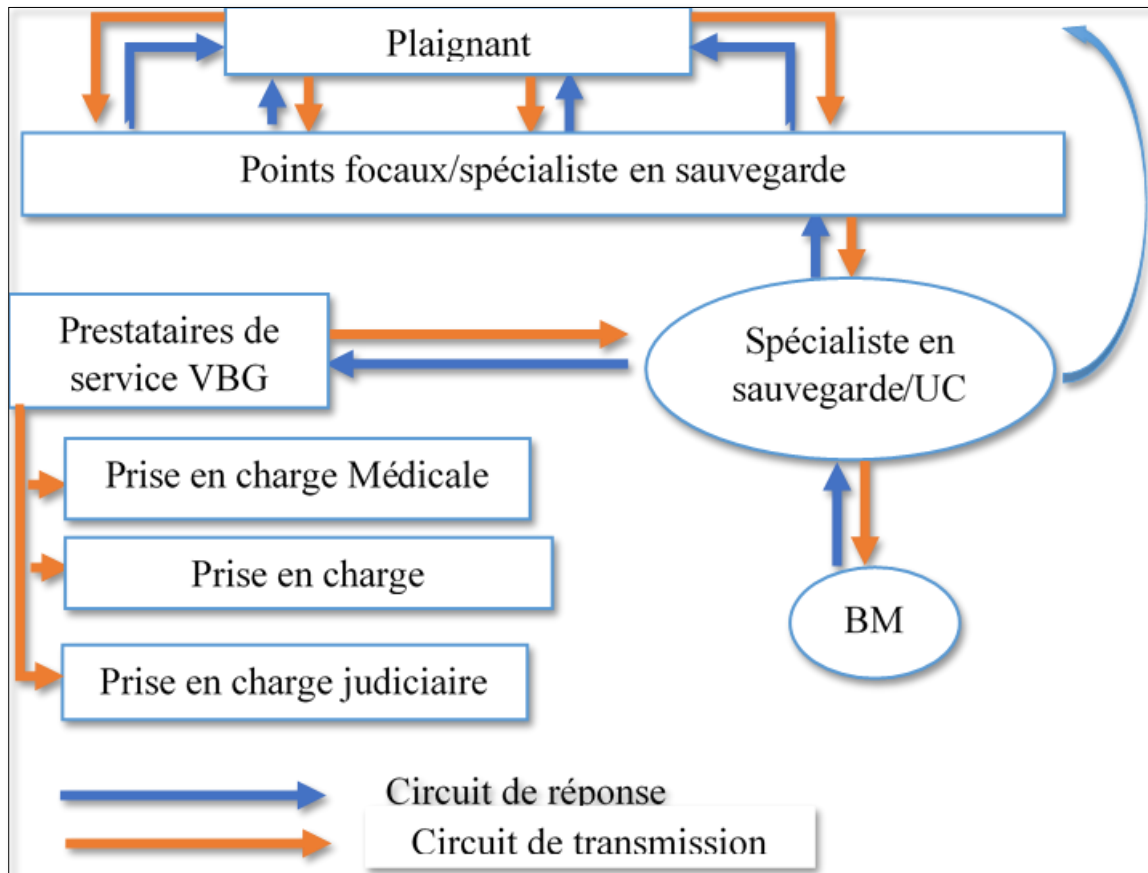 Plaignant
Points focaux/spécialiste en sauvegarde
Prestataires de
service VBG
Spécialiste en
sauvegarde/UC
Prise en charge Médicale
Prise en charge
BM
Prise en charge judiciaire
Circuit de réponse
Circuit de transmission